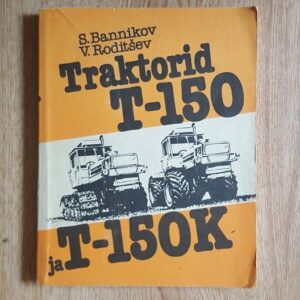 S. Bannikov
V. Roditšev
Traktorid
T-150
ja T-150K